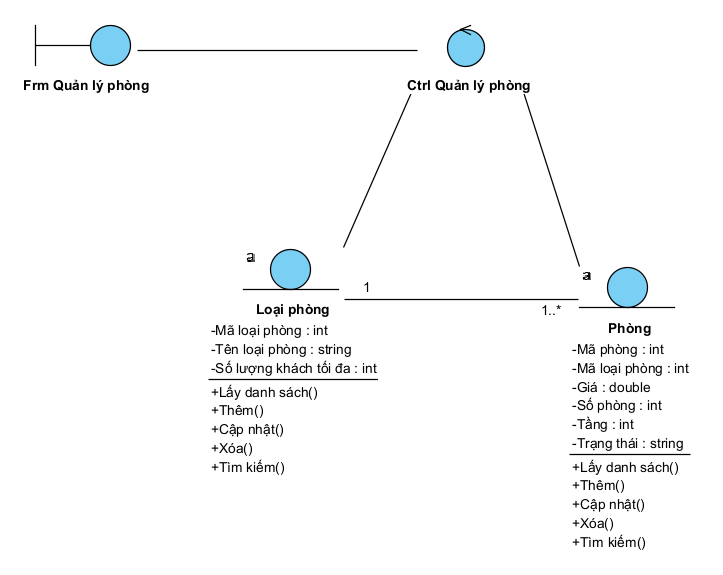 Frm Quản lý phòng
Ctrl Quản lý phòng
a
Loại phòng
-Mã loại phòng : int
-Tên loại phòng : string
-Số lượng khách tối đa : int
+Lấy danh sách()
+Thêm()
+Cập nhật()
+Xóa()
+Tìm kiếm()
1
1..*
a
Phòng
-Mã phòng : int
-Mã loại phòng : int
-Giá : double
-Số phòng : int
-Tầng : int
-Trạng thái : string
+Lấy danh sách()
+Thêm()
+Cập nhật()
+Xóa()
+Tìm kiếm()